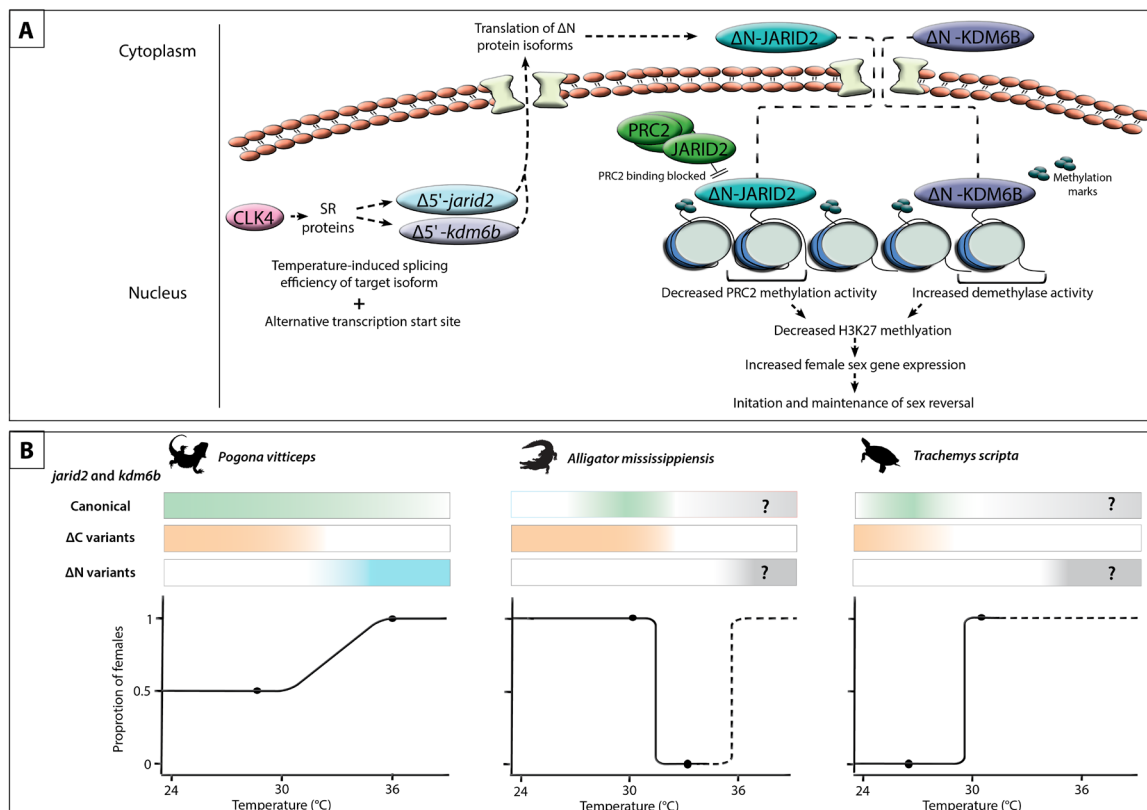 A
Cytoplasm
Nucleus
Translation of ΔN
protein isoforms
ΔN-JARID2
ΔN -KDM6B
PRC2
JARID2
PRC2 binding blocked
ΔN-JARID2
ΔN -KDM6B
Methylation
marks
CLK4
SR
proteins
Δ5'-jarid2
Δ5'-kdm6b
Temperature-induced splicing
efficiency of target isoform
+
Alternative transcription start site
Decreased PRC2 methylation activity
Increased demethylase activity
Decreased H3K27 methlyation
Increased female sex gene expression
Initation and maintenance of sex reversal
B
Pogona vitticeps
Alligator mississippiensis
Trachemys scripta
jarid2 and kdm6b
Canonical
?
?
ΔC variants
ΔN variants
?
?
Proprotion of females
1
0.5
0
24
30
36
Temperature (°C)
24
30
36
Temperature (°C)
24
30
36
Temperature (°C)